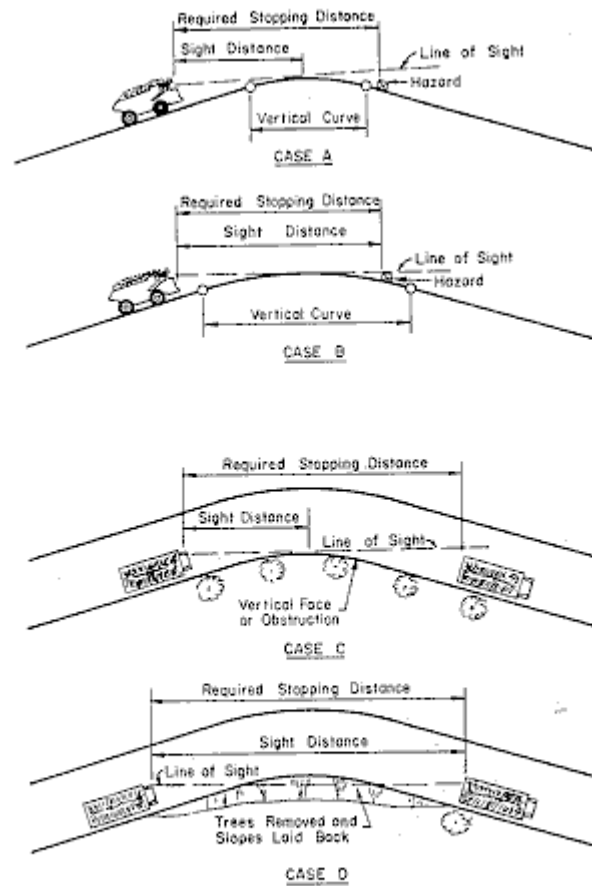 Required Stopping Distance
Sight Distance
Line of Sight
Hazard
Vertical Curve
CASE A
Required Stopping Distance
Sight Distance
Line of Sight
Hazard
Vertical Curve
CASE B
Required Stopping Distance
Sight Distance
Line of Sight
Vertical Face
or Obstruction
CASE C
Required Stopping Distance
Sight Distance
Line of Sight
Trees Removed and
Slopes Laid Back
CASE D